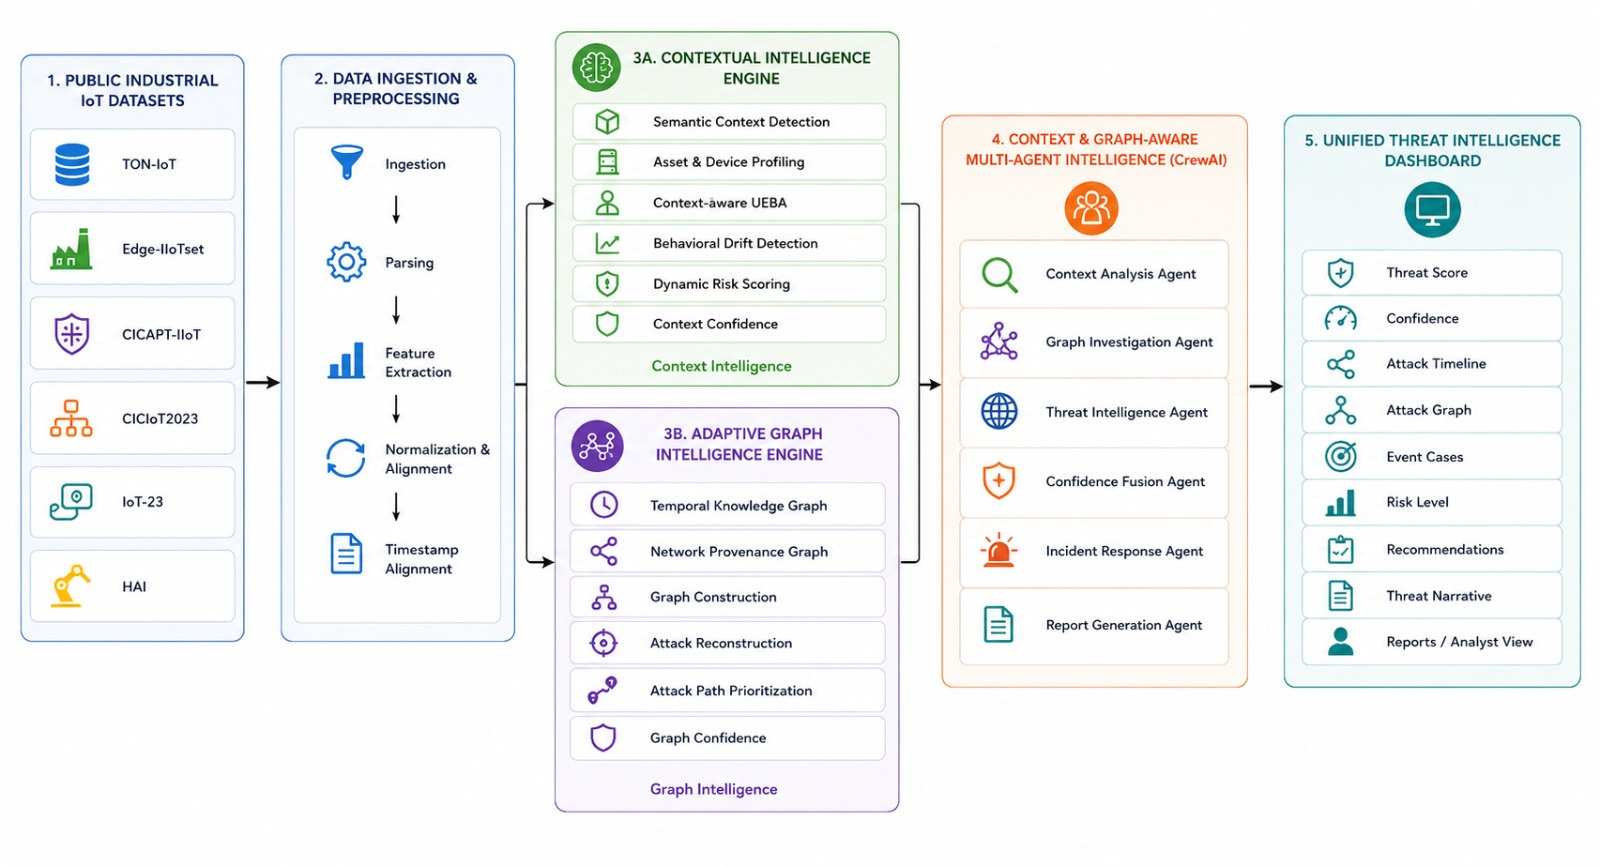 1. PUBLIC INDUSTRIAL
IoT DATASETS
TON-IoT
Edge-IIoTset
CICAPT-IIoT
CICIoT2023
IoT-23
HAI
2. DATA INGESTION &
PREPROCESSING
Ingestion
Parsing
Feature
Extraction
Normalization &
Alignment
Timestamp
Alignment
3A. CONTEXTUAL INTELLIGENCE
ENGINE
Semantic Context Detection
Asset & Device Profiling
Context-aware UEBA
Behavioral Drift Detection
Dynamic Risk Scoring
Context Confidence
Context Intelligence
3B. ADAPTIVE GRAPH
INTELLIGENCE ENGINE
Temporal Knowledge Graph
Network Provenance Graph
Graph Construction
Attack Reconstruction
Attack Path Prioritization
Graph Confidence
Graph Intelligence
4. CONTEXT & GRAPH-AWARE
MULTI-AGENT INTELLIGENCE (CrewAI)
Context Analysis Agent
Graph Investigation Agent
Threat Intelligence Agent
Confidence Fusion Agent
Incident Response Agent
Report Generation Agent
5. UNIFIED THREAT INTELLIGENCE
DASHBOARD
Threat Score
Confidence
Attack Timeline
Attack Graph
Event Cases
Risk Level
Recommendations
Threat Narrative
Reports / Analyst View